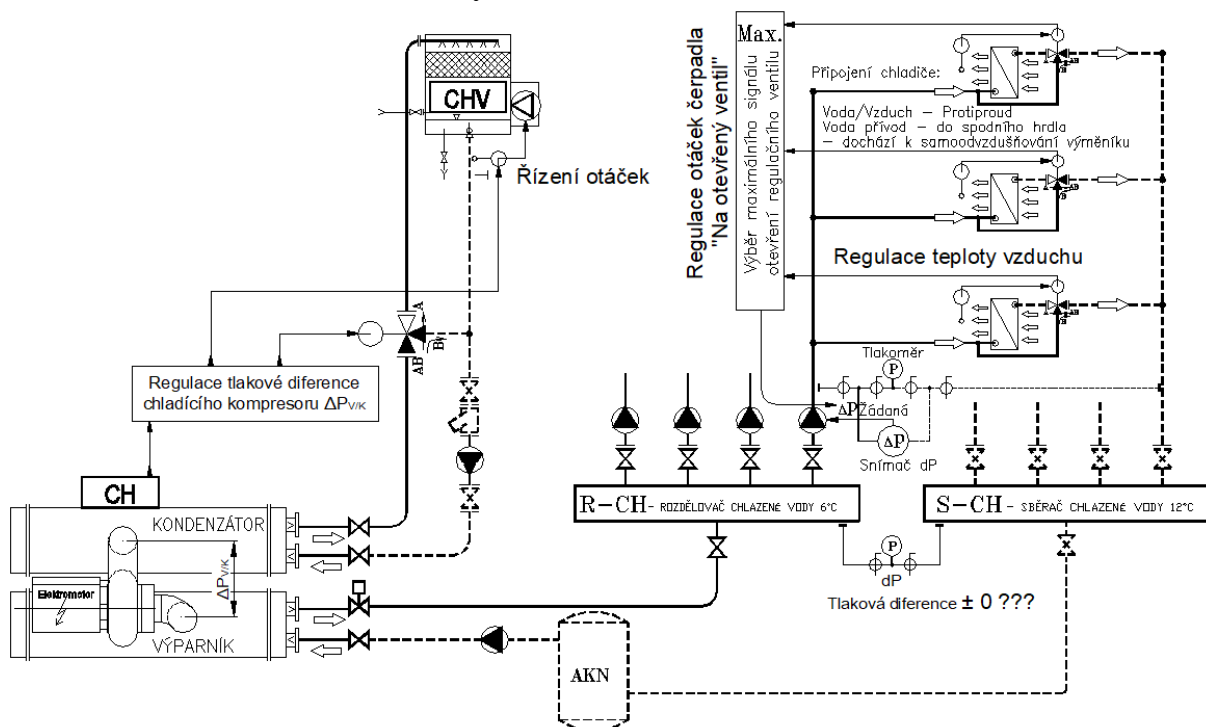 CHV
Řízení otáček
Regulace otáček čerpadla
"Na otevřený ventil"
Max.
Výběr maximálního signálu
otevření regulačního ventilu
Připojení chladiče:
Voda/Vzduch – Protiproud
Voda přívod – do spodního hrdla
– dochází k samoodvzdušňování výměníku
Regulace teploty vzduchu
A
B
AB
Regulace tlakové diference
chladícího kompresoru ΔPV/K
CH
KONDENZÁTOR
ΔPV/K
Elektromotor
VÝPARNÍK
Tlakoměr
P
ΔP Žádaná
ΔP
Snímač dP
R-CH - ROZDĚLOVAČ CHLAZENÉ VODY 6°C
S-CH - SBĚRAČ CHLAZENÉ VODY 12°C
P
dP
Tlaková diference ± 0 ???
AKN